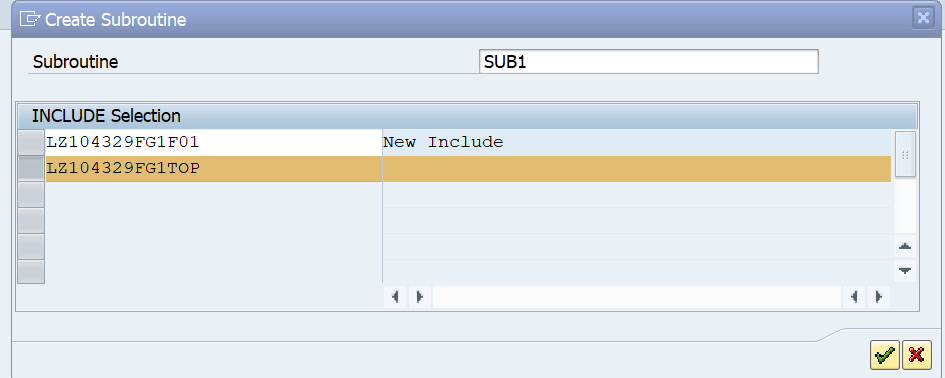 Create Subroutine
Subroutine SUB1
INCLUDE Selection
LZ104329FG1F01 New Include
LZ104329FG1TOP